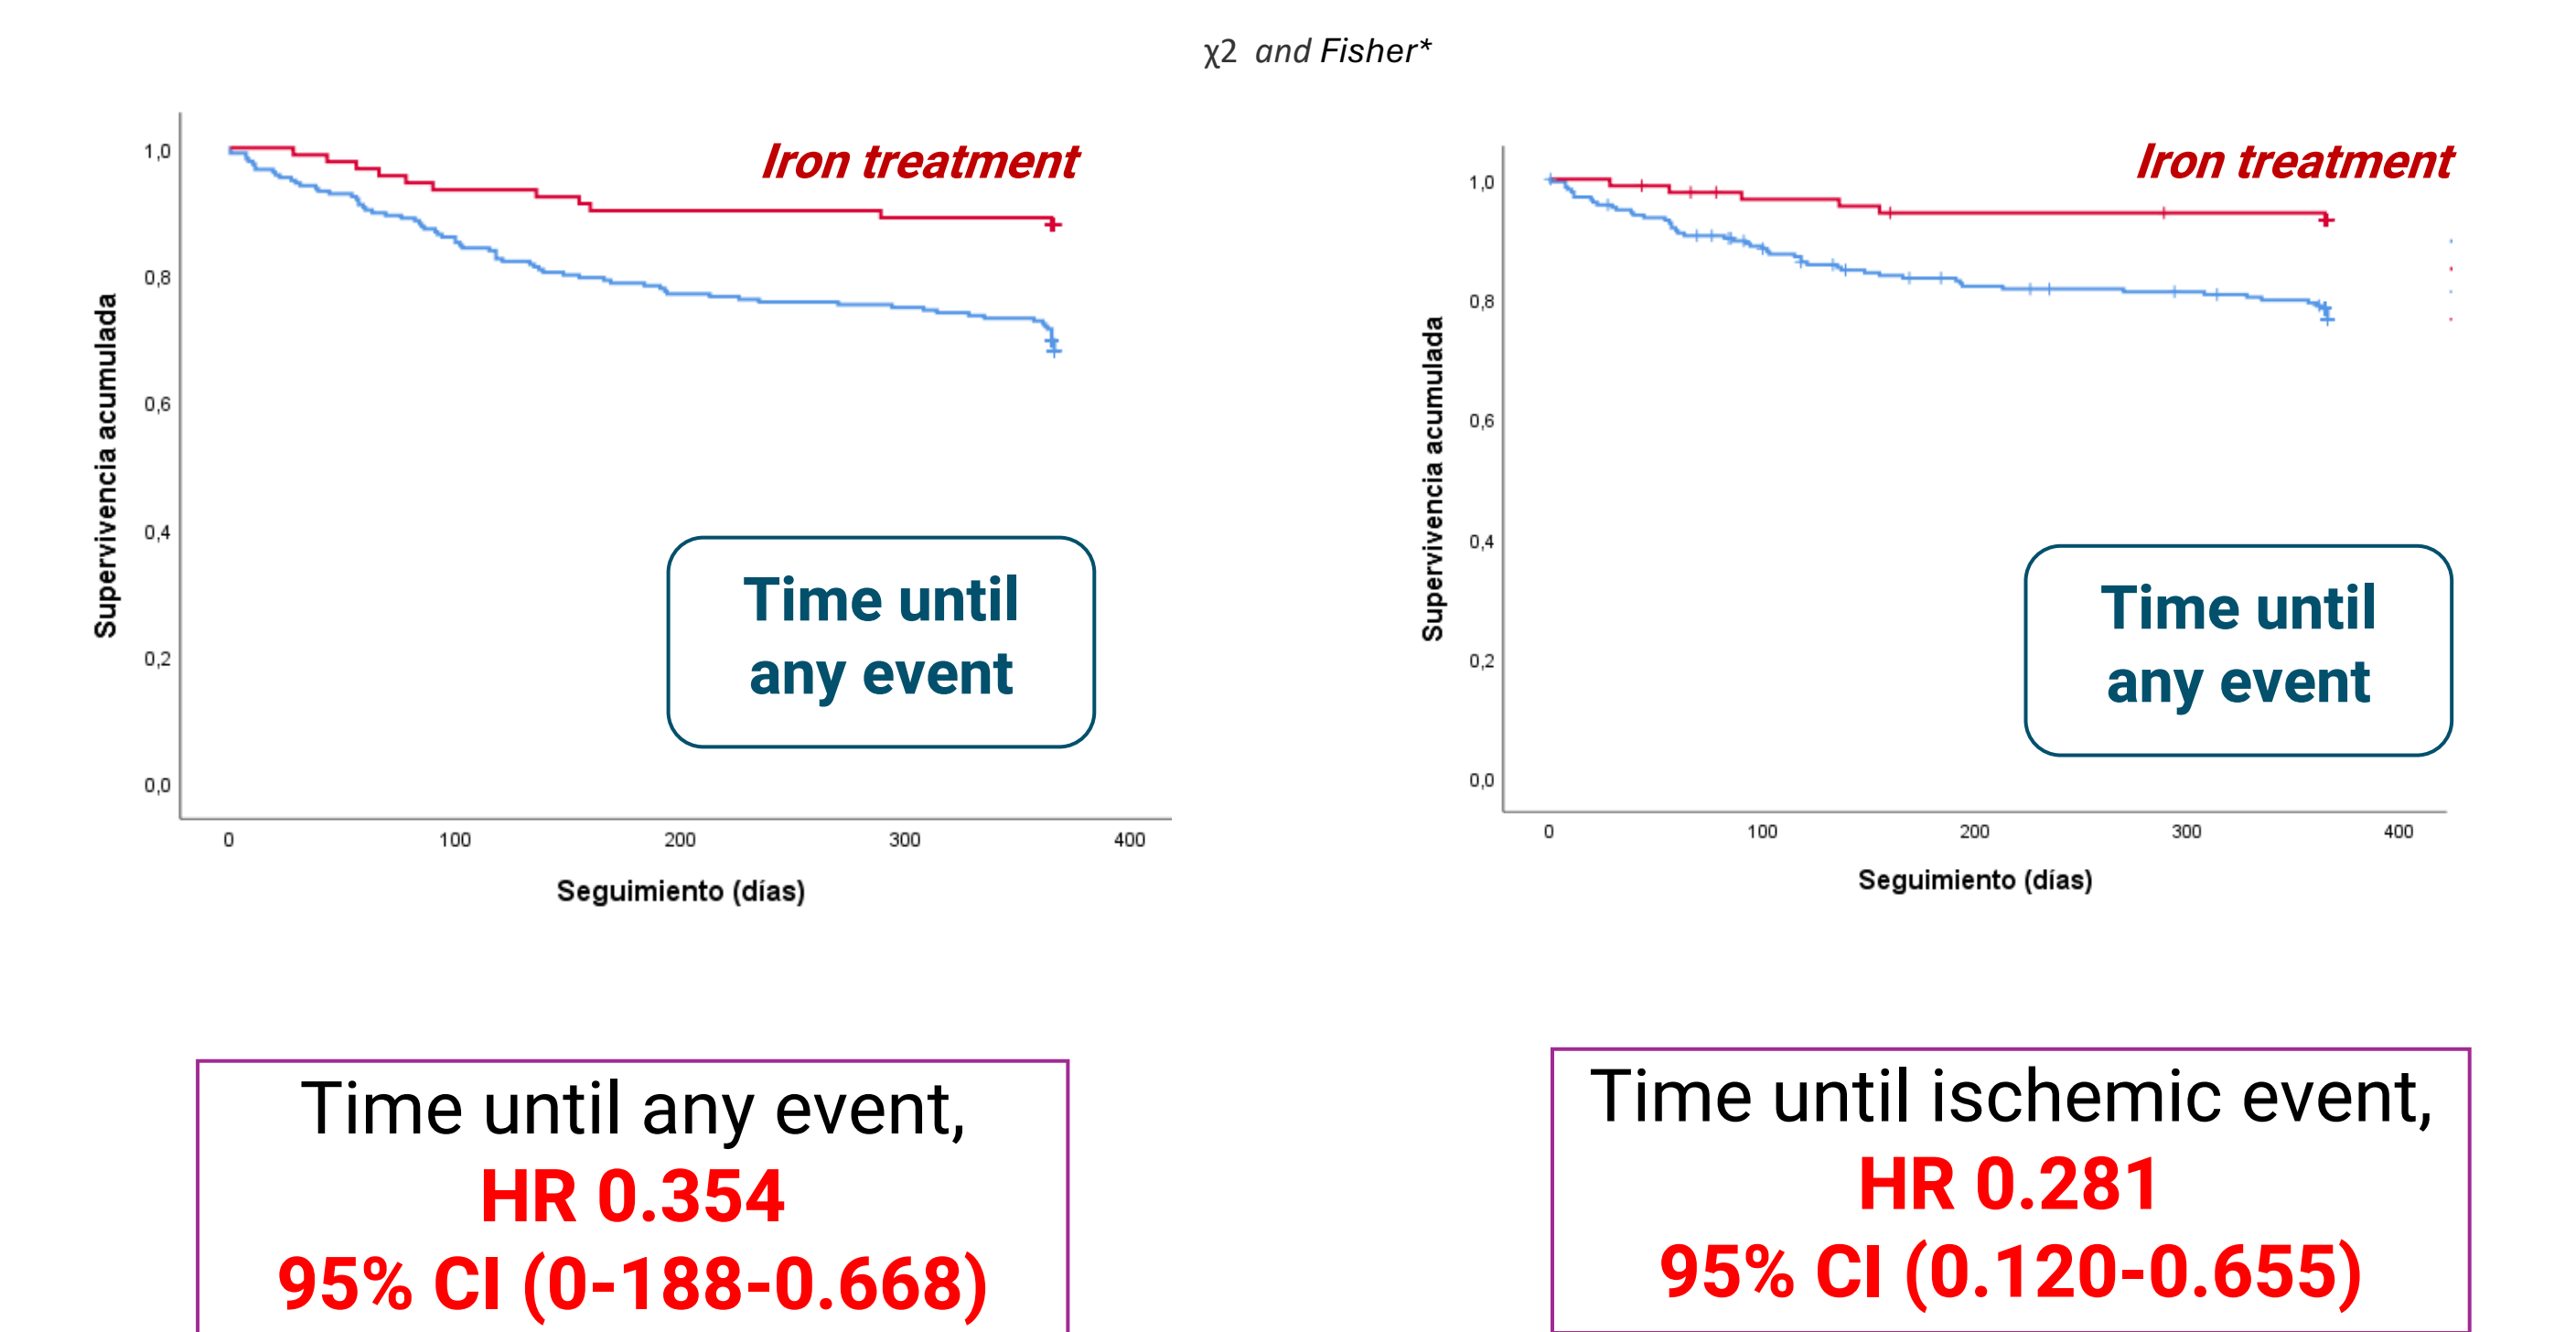 χ2 and Fisher*
Iron treatment
1,0
0,8
0,6
0,4
0,2
0,0
Supervivencia acumulada
Time until
any event
0 100 200 300 400
Seguimiento (días)
Iron treatment
1,0
0,8
0,6
0,4
0,2
0,0
Supervivencia acumulada
Time until
any event
0 100 200 300 400
Seguimiento (días)
Time until any event,
HR 0.354
95% CI (0-188-0.668)
Time until ischemic event,
HR 0.281
95% CI (0.120-0.655)